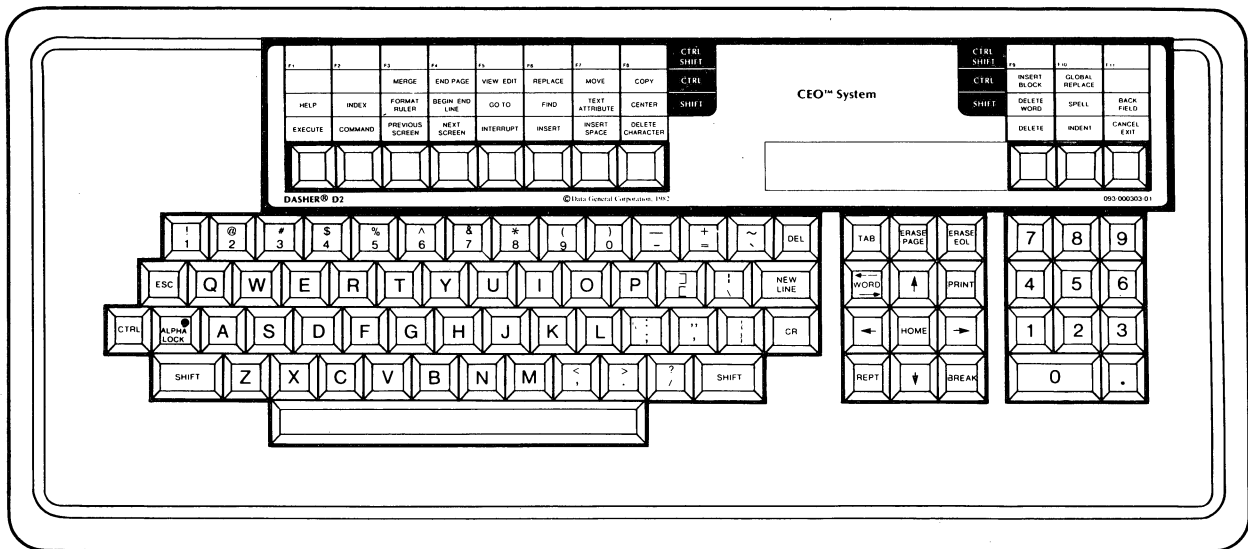 F1 F2 F3 F4 F5 F6 F7 F8 CTRL SHIFT CTRL SHIFT F9 F10 F11
MERGE END PAGE VIEW EDIT REPLACE MOVE COPY CTRL CEO™ System CTRL INSERT BLOCK GLOBAL REPLACE
HELP INDEX FORMAT RULER BEGIN END LINE GO TO FIND TEXT ATTRIBUTE CENTER SHIFT SHIFT DELETE WORD SPELL BACK FIELD
EXECUTE COMMAND PREVIOUS SCREEN NEXT SCREEN INTERRUPT INSERT INSERT SPACE DELETE CHARACTER DELETE INDENT CANCEL EXIT
DASHER® D2 ©Data General Corporation, 1982 093-000303-01
! @ # $ % ^ & * ( ) — + ~
1 2 3 4 5 6 7 8 9 0 - = ` DEL TAB ERASE PAGE ERASE EOL 7 8 9
ESC Q W E R T Y U I O P ] [ ¦ \ NEW LINE ←WORD→ ↑ PRINT 4 5 6
CTRL ALPHA LOCK A S D F G H J K L : ; " ' CR ← HOME → 1 2 3
SHIFT Z X C V B N M < , > . ? / SHIFT REPT ↓ BREAK 0 .